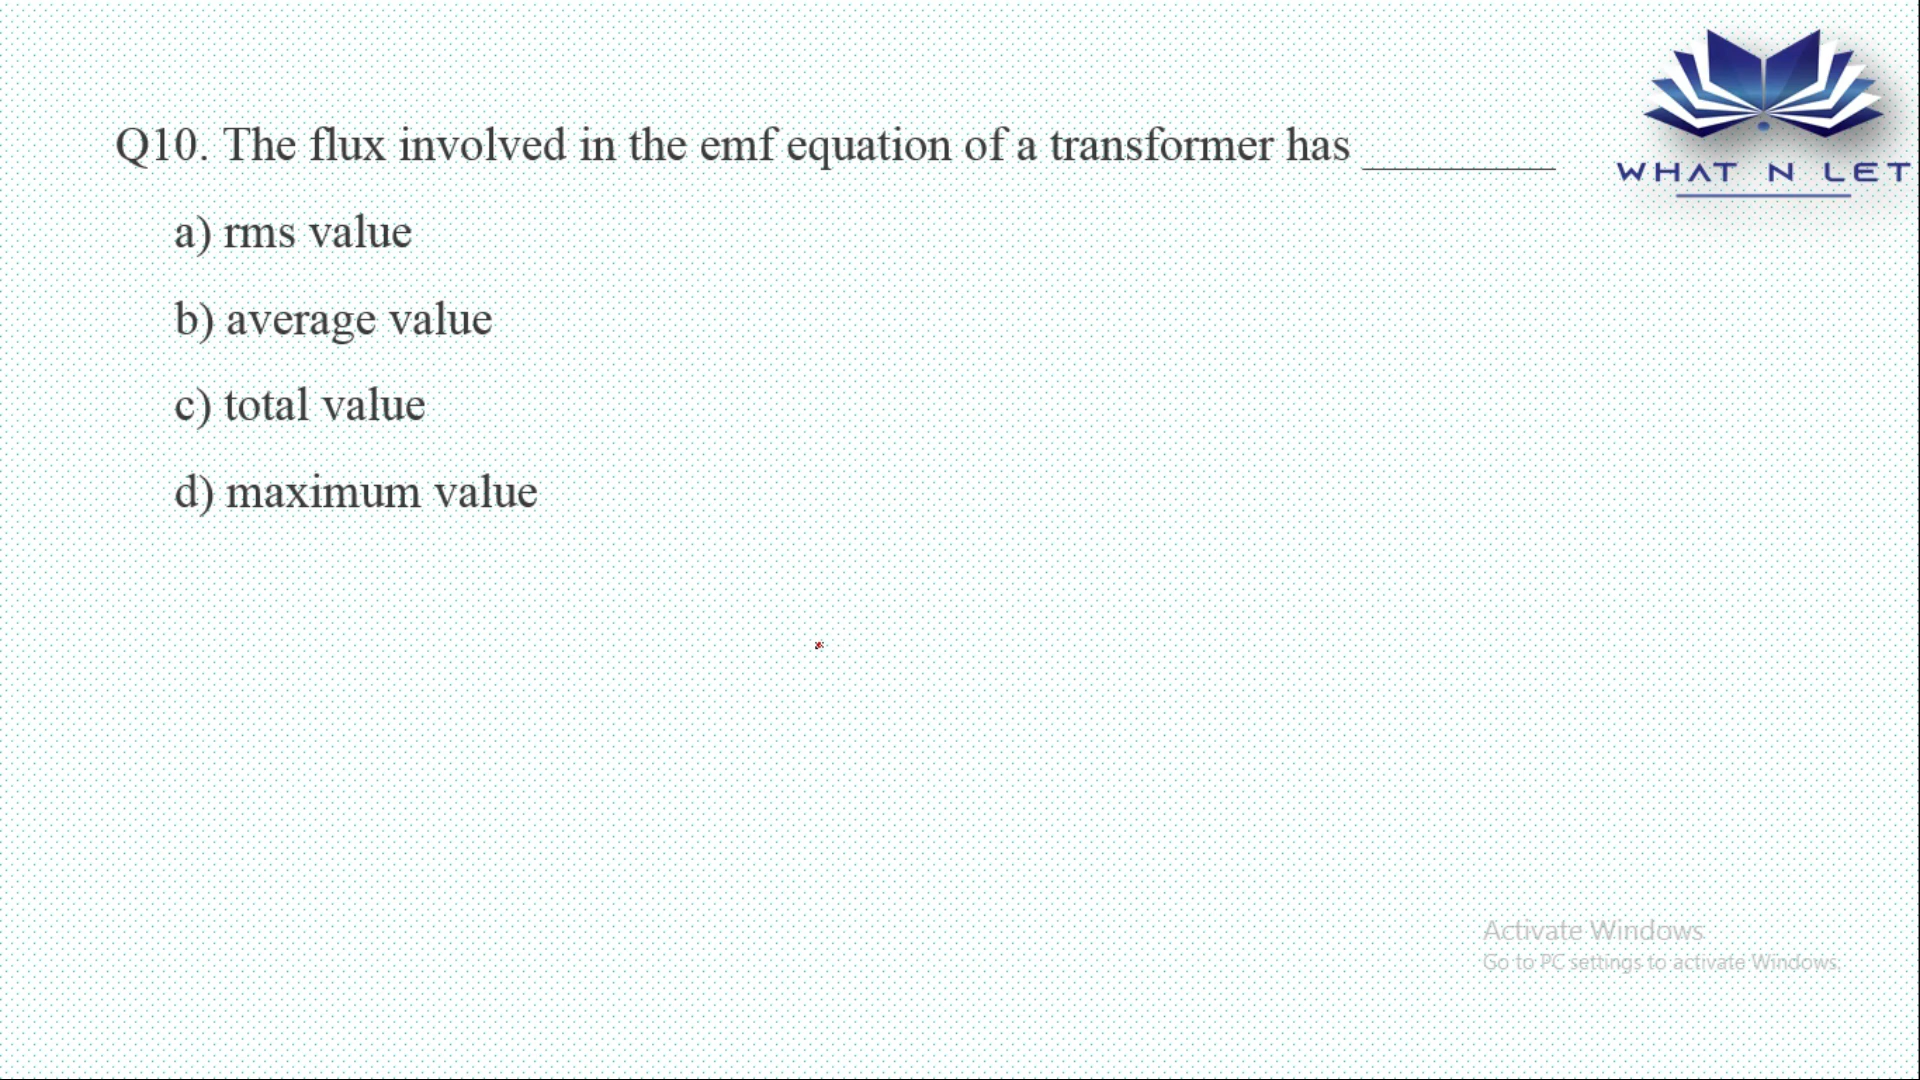 Q10. The flux involved in the emf equation of a transformer has ________
a) rms value
b) average value
c) total value
d) maximum value
WHAT N LET
Activate Windows
Go to PC settings to activate Windows.